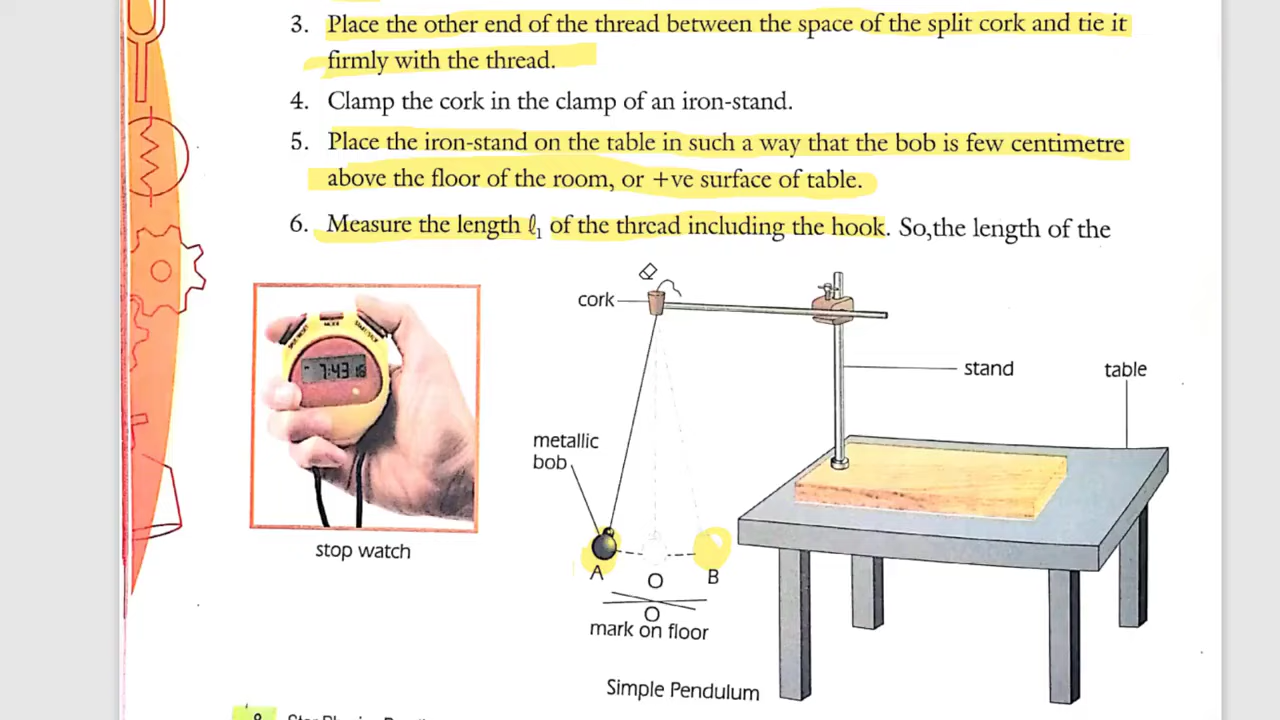 3. Place the other end of the thread between the space of the split cork and tie it
firmly with the thread.
4. Clamp the cork in the clamp of an iron-stand.
5. Place the iron-stand on the table in such a way that the bob is few centimetre
above the floor of the room, or +ve surface of table.
6. Measure the length ℓ₁ of the thread including the hook. So,the length of the
cork
stand
table
metallic
bob
7:43
stop watch
A
O
B
O
mark on floor
Simple Pendulum